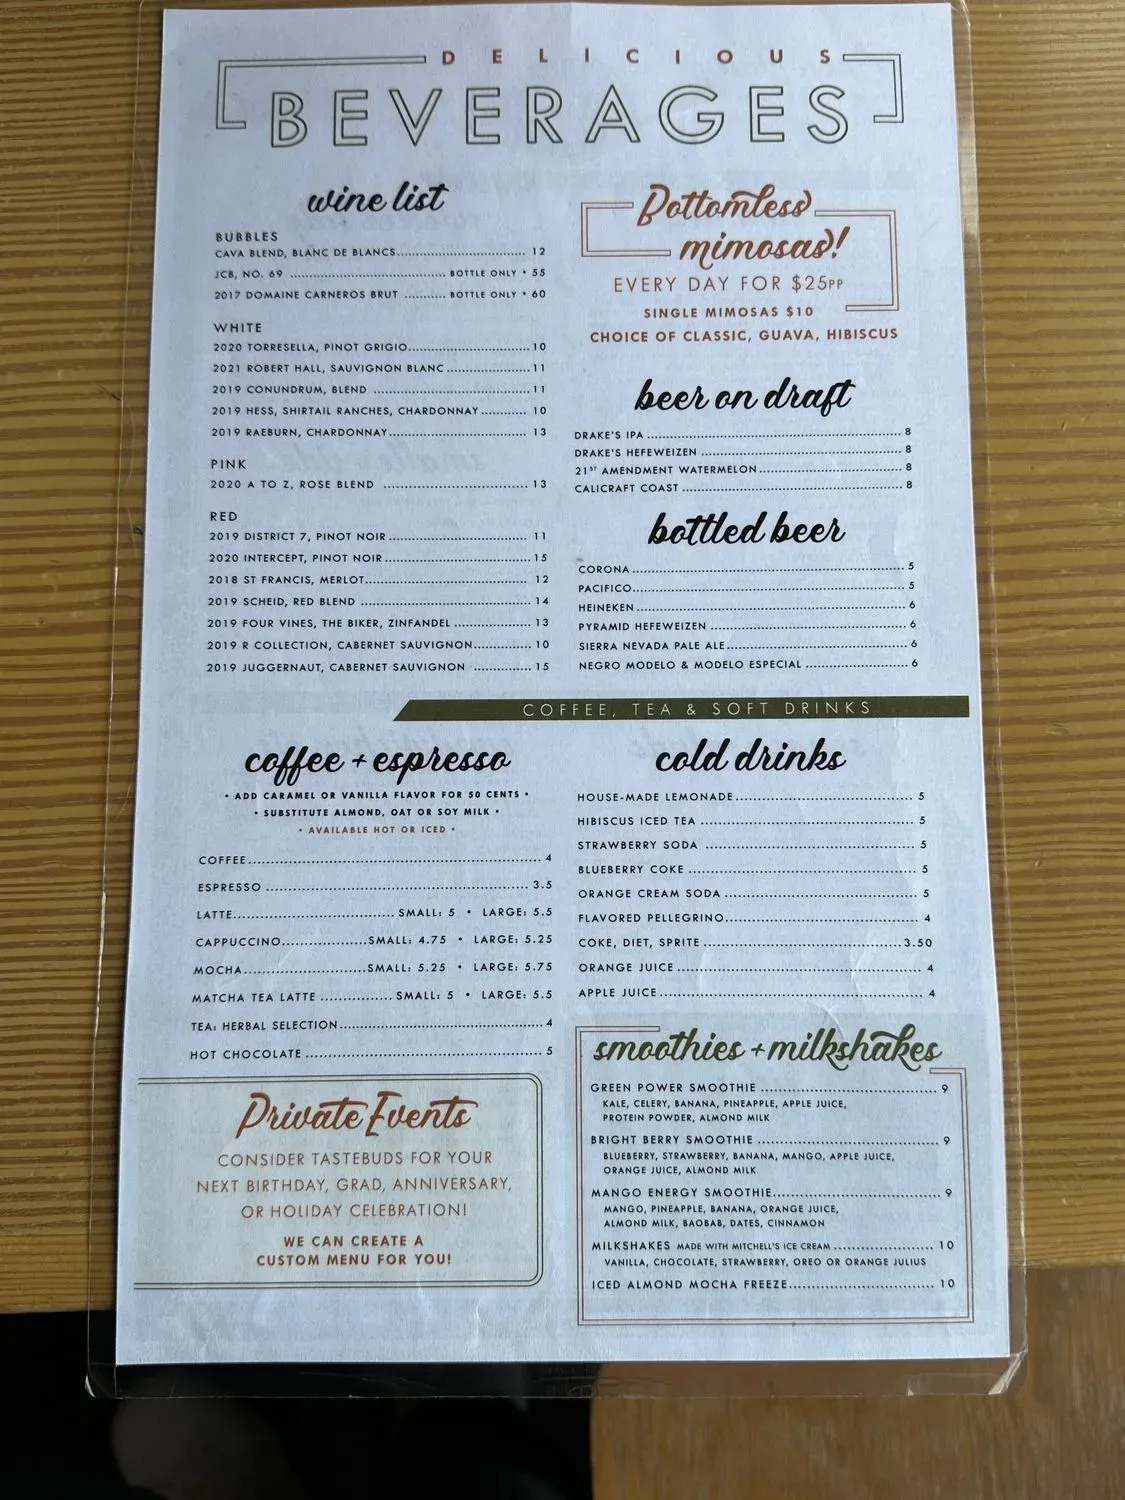 DELICIOUS
BEVERAGES
wine list
BUBBLES
CAVA BLEND, BLANC DE BLANCS 12
JCB, NO. 69 BOTTLE ONLY • 55
2017 DOMAINE CARNEROS BRUT BOTTLE ONLY • 60
WHITE
2020 TORRESELLA, PINOT GRIGIO 10
2021 ROBERT HALL, SAUVIGNON BLANC 11
2019 CONUNDRUM, BLEND 11
2019 HESS, SHIRTAIL RANCHES, CHARDONNAY 10
2019 RAEBURN, CHARDONNAY 13
PINK
2020 A TO Z, ROSE BLEND 13
RED
2019 DISTRICT 7, PINOT NOIR 11
2020 INTERCEPT, PINOT NOIR 15
2018 ST FRANCIS, MERLOT 12
2019 SCHEID, RED BLEND 14
2019 FOUR VINES, THE BIKER, ZINFANDEL 13
2019 R COLLECTION, CABERNET SAUVIGNON 10
2019 JUGGERNAUT, CABERNET SAUVIGNON 15
Bottomless
mimosas!
EVERY DAY FOR $25PP
SINGLE MIMOSAS $10
CHOICE OF CLASSIC, GUAVA, HIBISCUS
beer on draft
DRAKE'S IPA 8
DRAKE'S HEFEWEIZEN 8
21ST AMENDMENT WATERMELON 8
CALICRAFT COAST 8
bottled beer
CORONA 5
PACIFICO 5
HEINEKEN 6
PYRAMID HEFEWEIZEN 6
SIERRA NEVADA PALE ALE 6
NEGRO MODELO & MODELO ESPECIAL 6
COFFEE, TEA & SOFT DRINKS
coffee + espresso
• ADD CARAMEL OR VANILLA FLAVOR FOR 50 CENTS •
• SUBSTITUTE ALMOND, OAT OR SOY MILK •
• AVAILABLE HOT OR ICED •
COFFEE 4
ESPRESSO 3.5
LATTE SMALL: 5 • LARGE: 5.5
CAPPUCCINO SMALL: 4.75 • LARGE: 5.25
MOCHA SMALL: 5.25 • LARGE: 5.75
MATCHA TEA LATTE SMALL: 5 • LARGE: 5.5
TEA: HERBAL SELECTION 4
HOT CHOCOLATE 5
Private Events
CONSIDER TASTEBUDS FOR YOUR
NEXT BIRTHDAY, GRAD, ANNIVERSARY,
OR HOLIDAY CELEBRATION!
WE CAN CREATE A
CUSTOM MENU FOR YOU!
cold drinks
HOUSE-MADE LEMONADE 5
HIBISCUS ICED TEA 5
STRAWBERRY SODA 5
BLUEBERRY COKE 5
ORANGE CREAM SODA 5
FLAVORED PELLEGRINO 4
COKE, DIET, SPRITE 3.50
ORANGE JUICE 4
APPLE JUICE 4
smoothies + milkshakes
GREEN POWER SMOOTHIE 9
KALE, CELERY, BANANA, PINEAPPLE, APPLE JUICE,
PROTEIN POWDER, ALMOND MILK
BRIGHT BERRY SMOOTHIE 9
BLUEBERRY, STRAWBERRY, BANANA, MANGO, APPLE JUICE,
ORANGE JUICE, ALMOND MILK
MANGO ENERGY SMOOTHIE 9
MANGO, PINEAPPLE, BANANA, ORANGE JUICE,
ALMOND MILK, BAOBAB, DATES, CINNAMON
MILKSHAKES MADE WITH MITCHELL'S ICE CREAM 10
VANILLA, CHOCOLATE, STRAWBERRY, OREO OR ORANGE JULIUS
ICED ALMOND MOCHA FREEZE 10